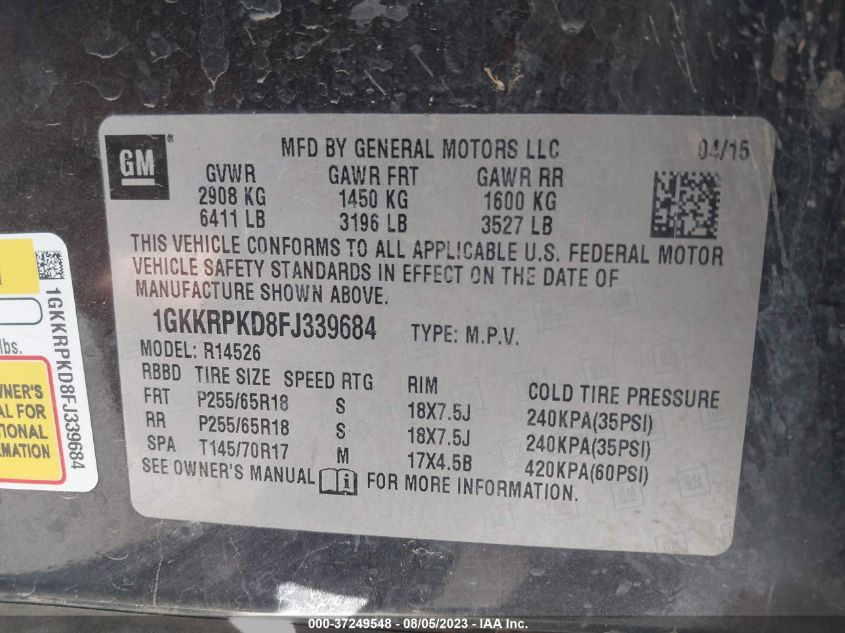 GM®
MFD BY GENERAL MOTORS LLC 04/15
GVWR GAWR FRT GAWR RR
2908 KG 1450 KG 1600 KG
6411 LB 3196 LB 3527 LB
THIS VEHICLE CONFORMS TO ALL APPLICABLE U.S. FEDERAL MOTOR
VEHICLE SAFETY STANDARDS IN EFFECT ON THE DATE OF
MANUFACTURE SHOWN ABOVE.
1GKKRPKD8FJ339684 TYPE: M.P.V.
MODEL: R14526
RBBD TIRE SIZE SPEED RTG RIM COLD TIRE PRESSURE
FRT P255/65R18 S 18X7.5J 240KPA(35PSI)
RR P255/65R18 S 18X7.5J 240KPA(35PSI)
SPA T145/70R17 M 17X4.5B 420KPA(60PSI)
SEE OWNER'S MANUAL i FOR MORE INFORMATION.
1GKKRPKD8FJ339684
lbs.
WNER'S
AL FOR
TIONAL
RMATION
000-37249548 - 08/05/2023 - IAA Inc.